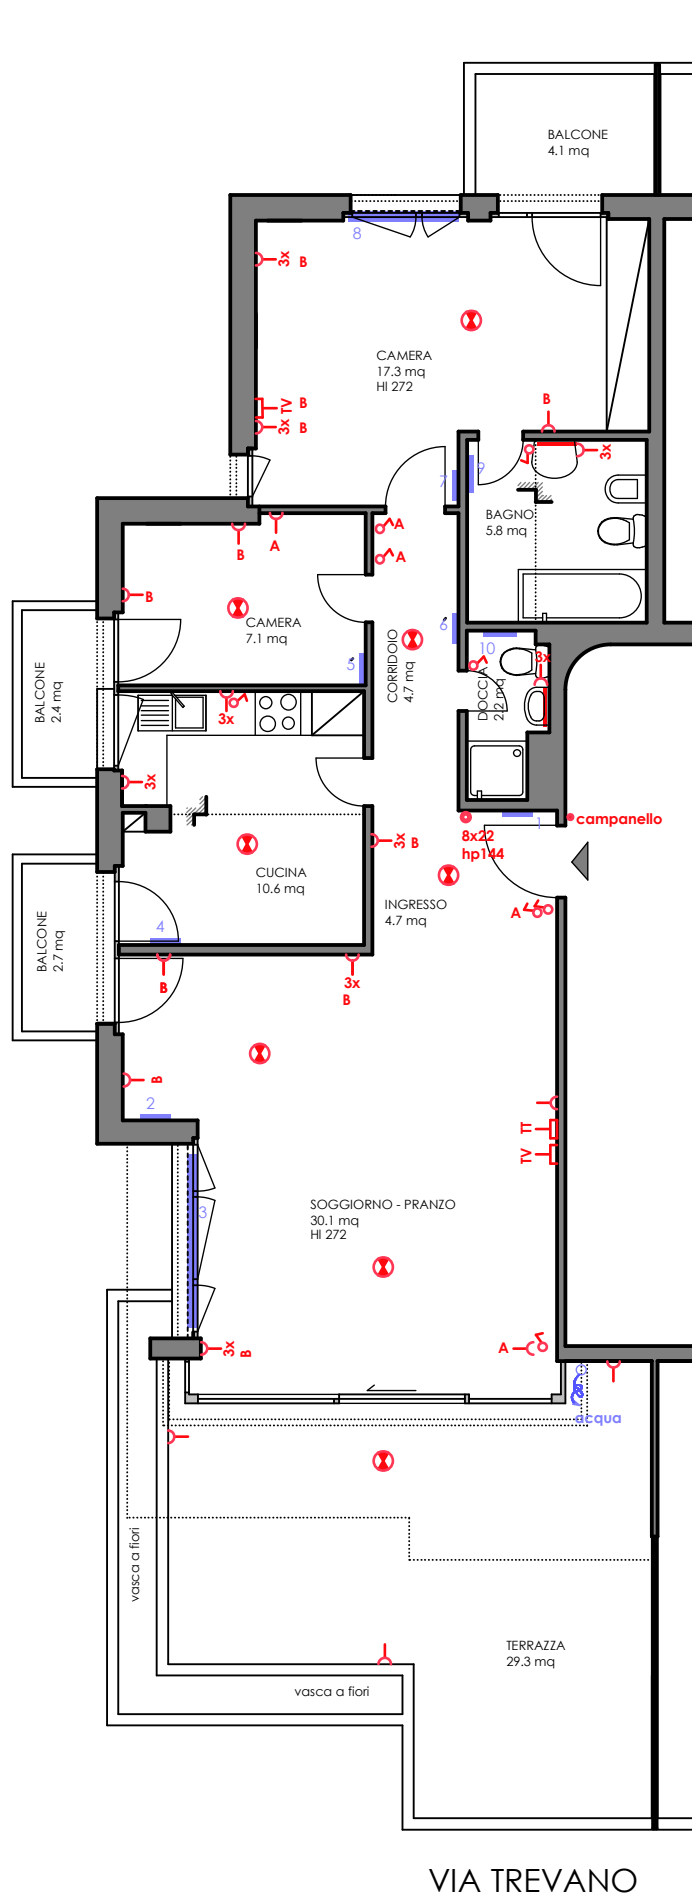 BALCONE
4.1 mq
8
3x B
CAMERA
17.3 mq
HI 272
TV B
3x B
B
3x
9
7
BAGNO
5.8 mq
A
A
B
A
B
CAMERA
7.1 mq
6
5
CORRIDOIO
4.7 mq
10
3x
DOCCIA
2.2 mq
BALCONE
2.4 mq
3x
3x
campanello
1
8x22
hp144
3x B
CUCINA
10.6 mq
INGRESSO
4.7 mq
A
BALCONE
2.7 mq
4
B
3x
B
B
2
TT
TV
3
SOGGIORNO - PRANZO
30.1 mq
HI 272
3x B
A
acqua
vasca a fiori
TERRAZZA
29.3 mq
vasca a fiori
VIA TREVANO